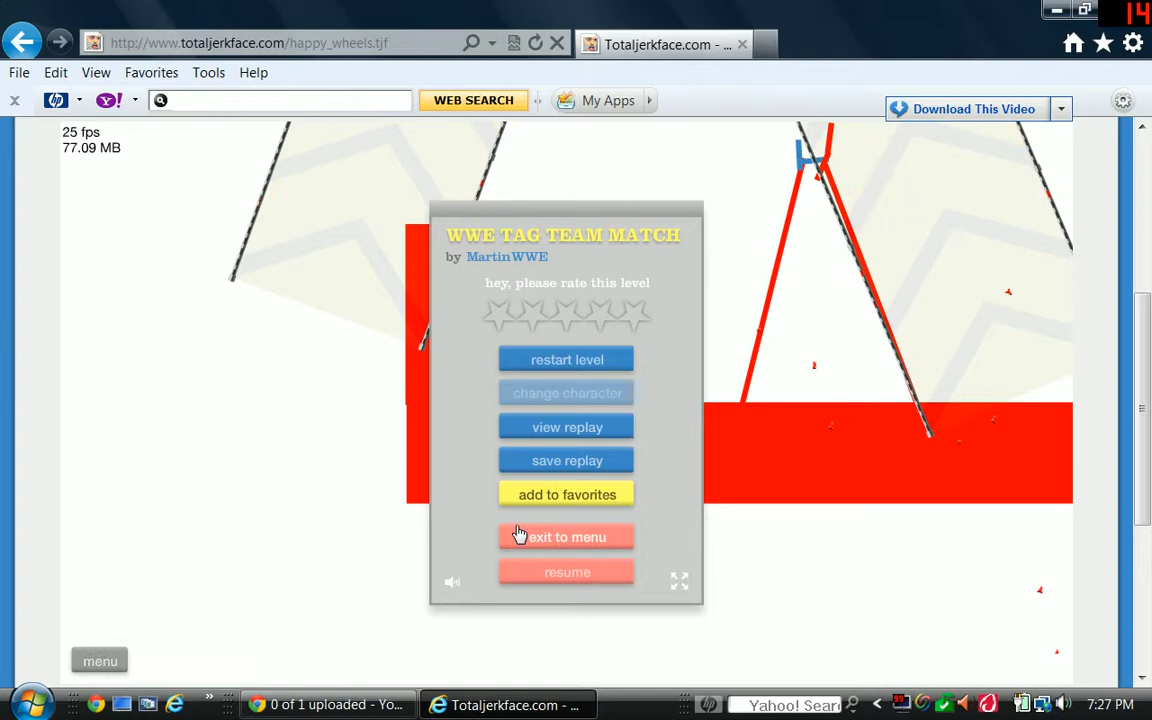 14
http://www.totaljerkface.com/happy_wheels.tjf
Totaljerkface.com - ...
File Edit View Favorites Tools Help
x Y! WEB SEARCH My Apps Download This Video
25 fps
77.09 MB
WWE TAG TEAM MATCH
by MartinWWE
hey, please rate this level
restart level
change character
view replay
save replay
add to favorites
exit to menu
resume
menu
0 of 1 uploaded - Yo...
Totaljerkface.com - ...
Yahoo! Sear
7:27 PM